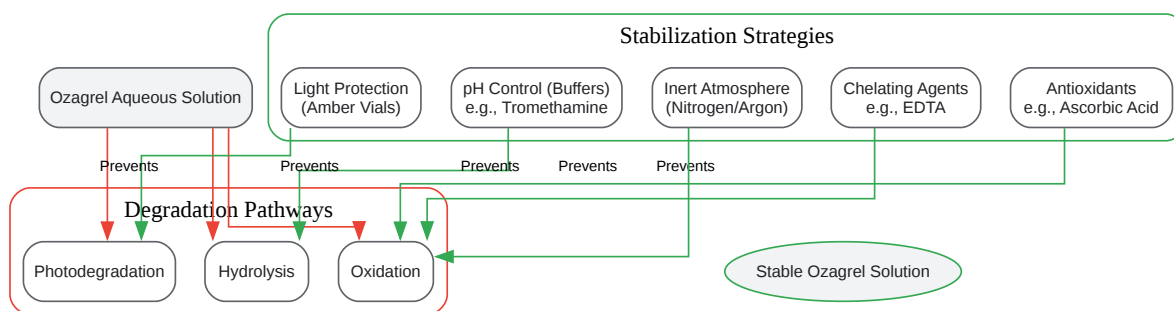 Stabilization Strategies
Ozagrel Aqueous Solution
Light Protection
(Amber Vials)
pH Control (Buffers)
e.g., Tromethamine
Inert Atmosphere
(Nitrogen/Argon)
Chelating Agents
e.g., EDTA
Antioxidants
e.g., Ascorbic Acid
Prevents
Prevents
Prevents
Prevents
Prevents
Degradation Pathways
Photodegradation
Hydrolysis
Oxidation
Stable Ozagrel Solution